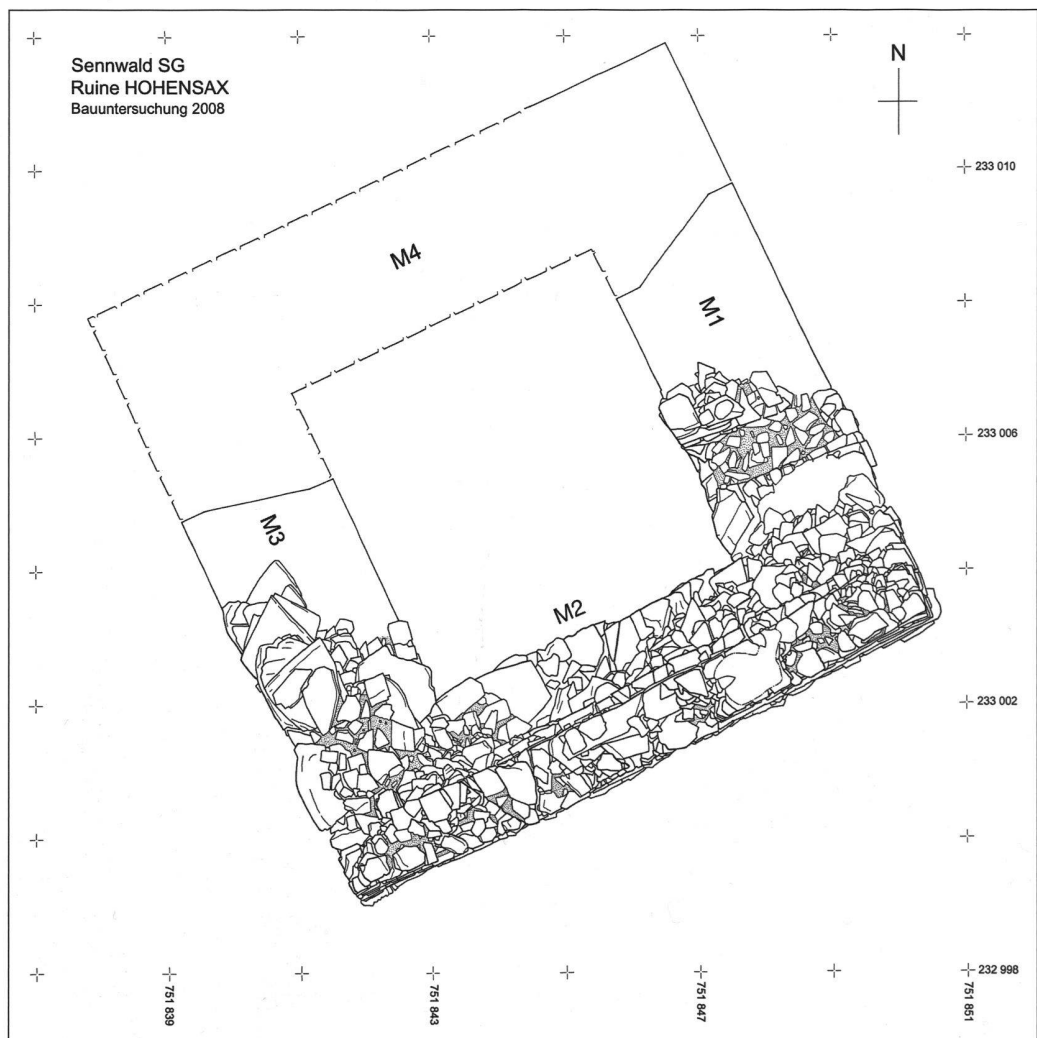 Sennwald SG
Ruine HOHENSAX
Bauuntersuchung 2008
N
233 010
M4
M1
233 006
M3
M2
233 002
232 998
751 839
751 843
751 847
751 851